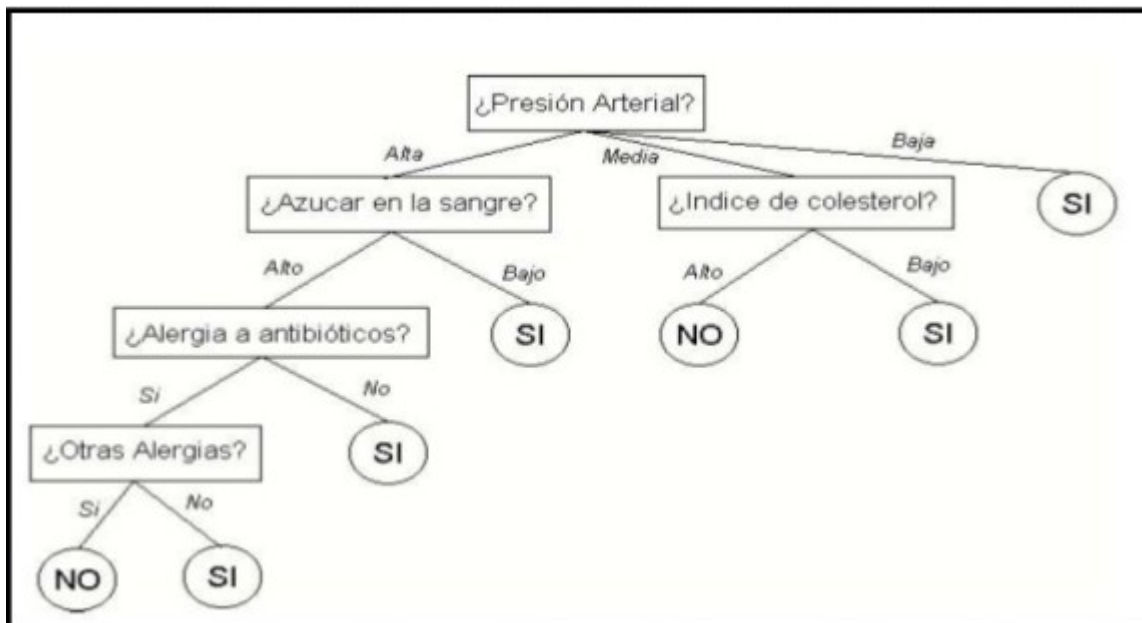 ¿Presión Arterial?
Alta
Media
Baja
¿Azucar en la sangre?
¿Indice de colesterol?
SI
Alto
Bajo
Alto
Bajo
¿Alergia a antibióticos?
SI
NO
SI
Si
No
¿Otras Alergias?
SI
Si
No
NO
SI